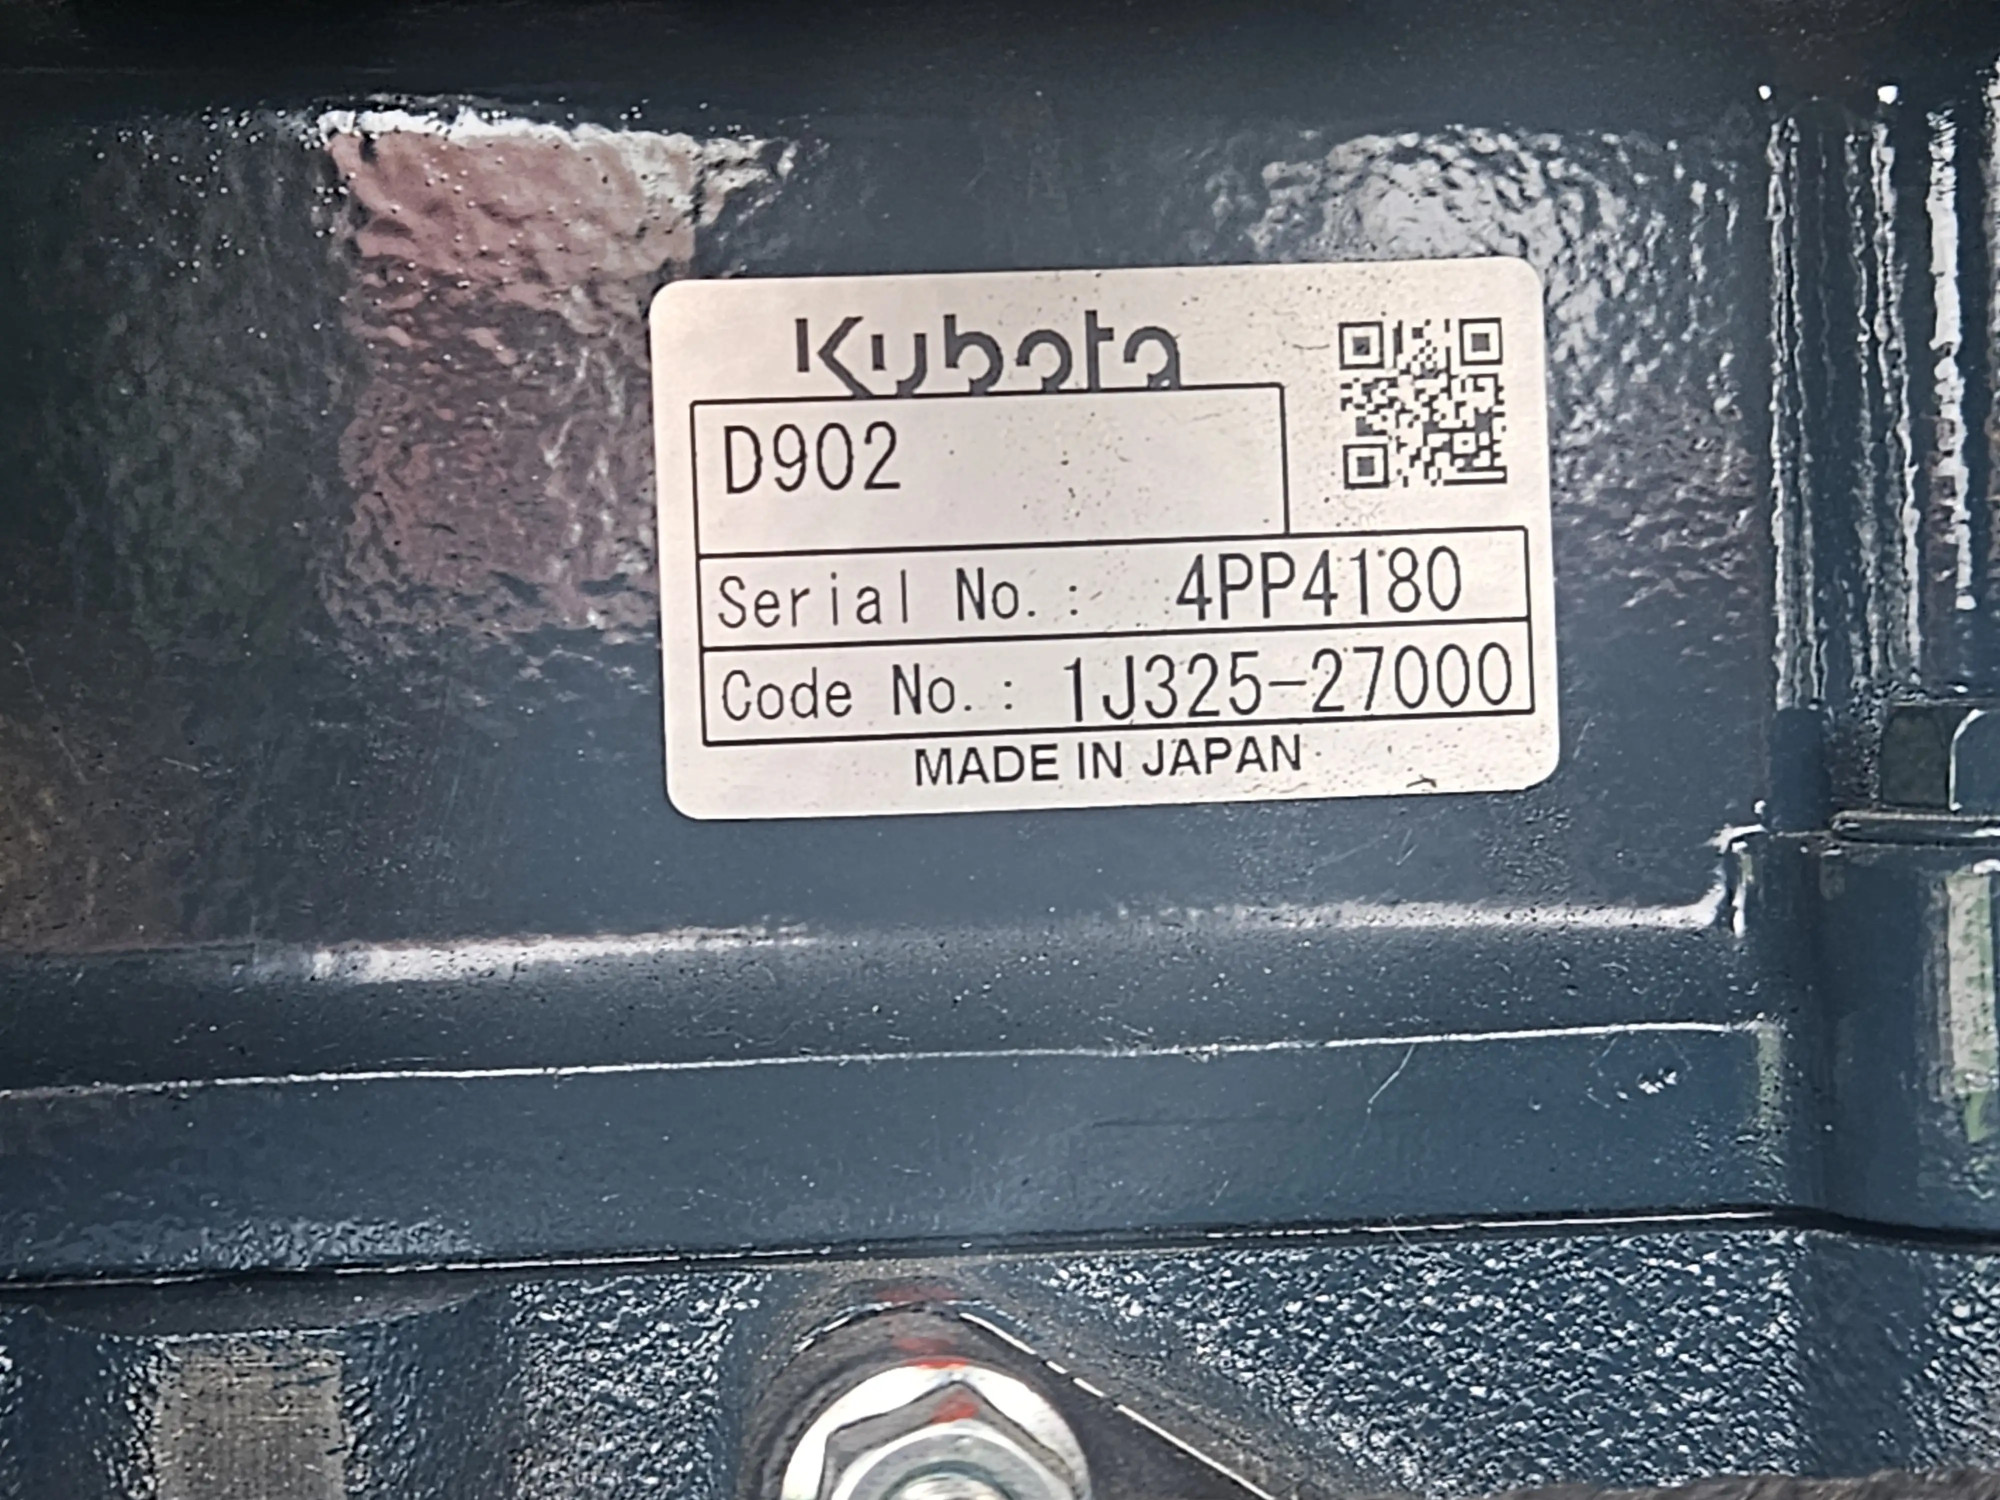 Kubota
D902
Serial No.: 4PP4180
Code No.: 1J325-27000
MADE IN JAPAN